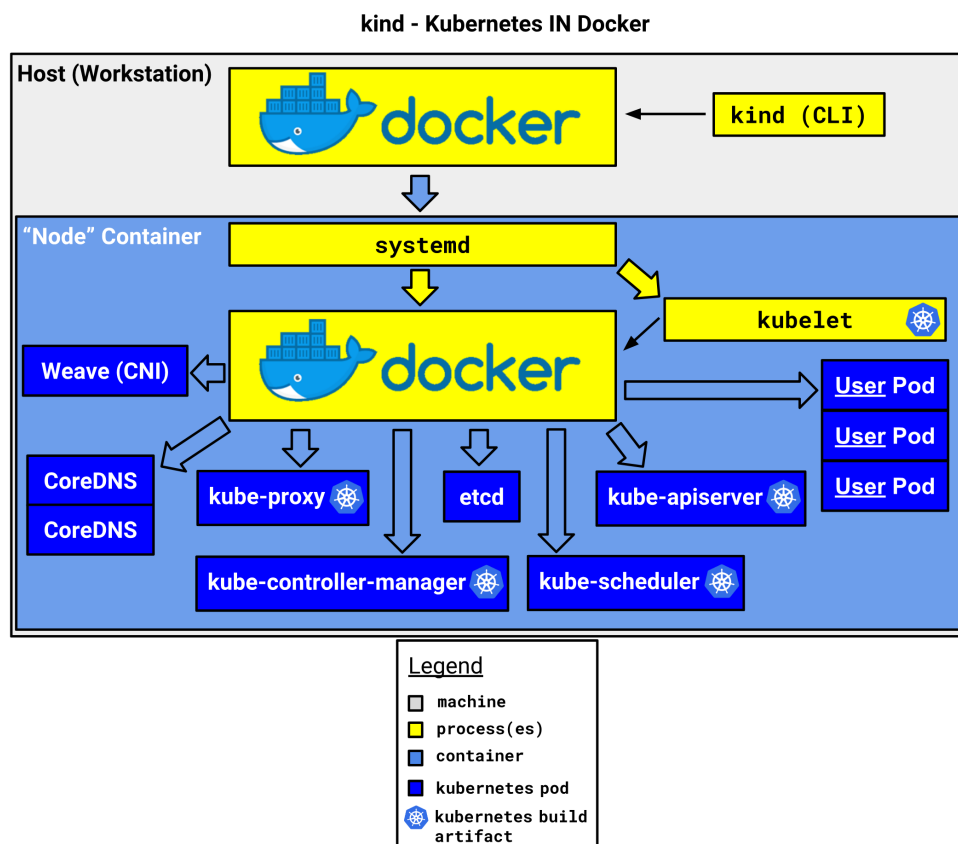 kind - Kubernetes IN Docker
Host (Workstation)
docker
kind (CLI)
“Node” Container
systemd
kubelet
docker
Weave (CNI)
User Pod
User Pod
User Pod
CoreDNS
CoreDNS
kube-proxy
etcd
kube-apiserver
kube-controller-manager
kube-scheduler
Legend
machine
process(es)
container
kubernetes pod
kubernetes build
artifact